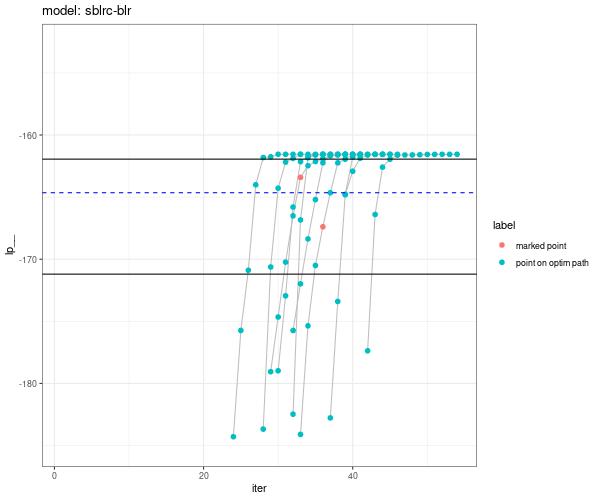 model: sblrc-blr
-160
-170
-180
lp__
0
20
40
iter
label
marked point
point on optim path